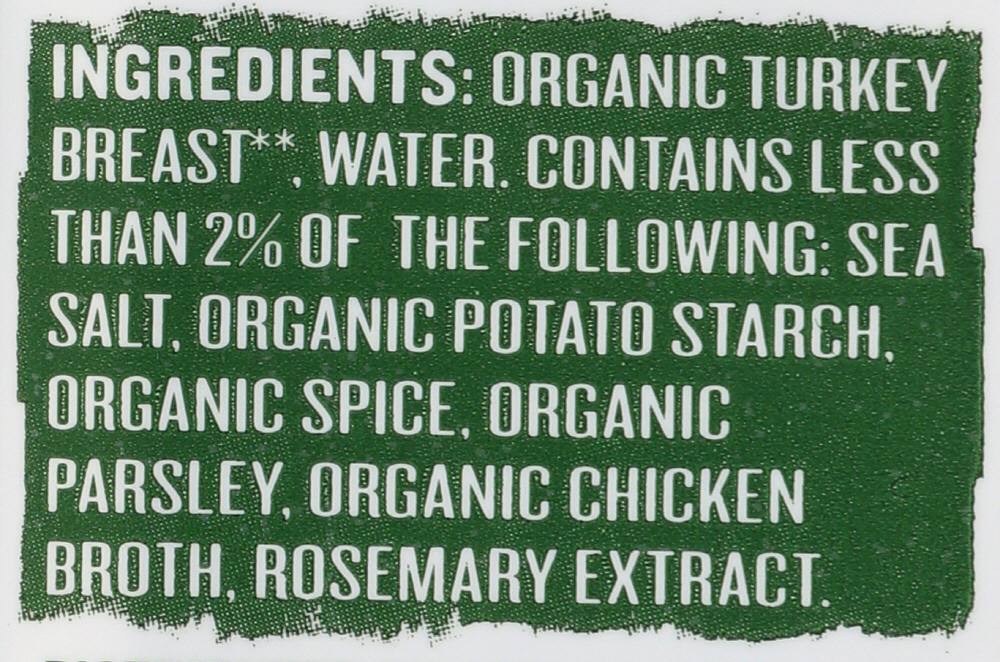 INGREDIENTS: ORGANIC TURKEY
BREAST**, WATER. CONTAINS LESS
THAN 2% OF THE FOLLOWING: SEA
SALT, ORGANIC POTATO STARCH,
ORGANIC SPICE, ORGANIC
PARSLEY, ORGANIC CHICKEN
BROTH, ROSEMARY EXTRACT.